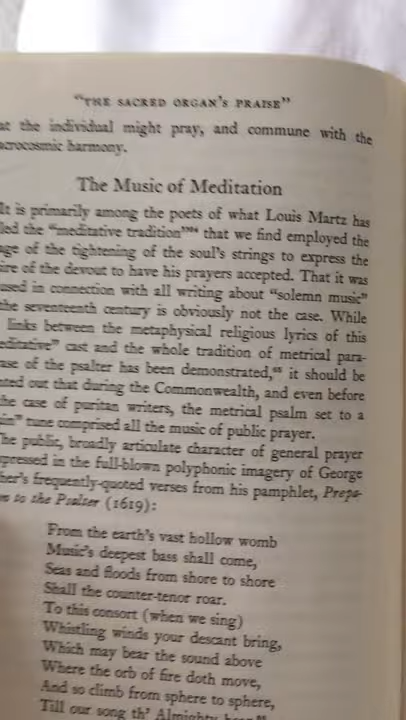 "THE SACRED ORGAN'S PRAISE"
at the individual might pray, and commune with the
acrocosmic harmony.
The Music of Meditation
It is primarily among the poets of what Louis Martz has
led the "meditative tradition" that we find employed the
age of the tightening of the soul's strings to express the
ire of the devout to have his prayers accepted. That it was
used in connection with all writing about "solemn music"
the seventeenth century is obviously not the case. While
links between the metaphysical religious lyrics of this
editative" cast and the whole tradition of metrical para-
ase of the psalter has been demonstrated, it should be
nted out that during the Commonwealth, and even before
he case of puritan writers, the metrical psalm set to a
in" tune comprised all the music of public prayer.
he public, broadly articulate character of general prayer
pressed in the full-blown polyphonic imagery of George
her's frequently-quoted verses from his pamphlet, Prepa-
n to the Psalter (1619):
From the earth's vast hollow womb
Music's deepest bass shall come,
Seas and floods from shore to shore
Shall the counter-tenor roar.
To this consort (when we sing)
Whistling winds your descant bring,
Which may bear the sound above
Where the orb of fire doth move,
And so climb from sphere to sphere,
Till our song th' Almighty